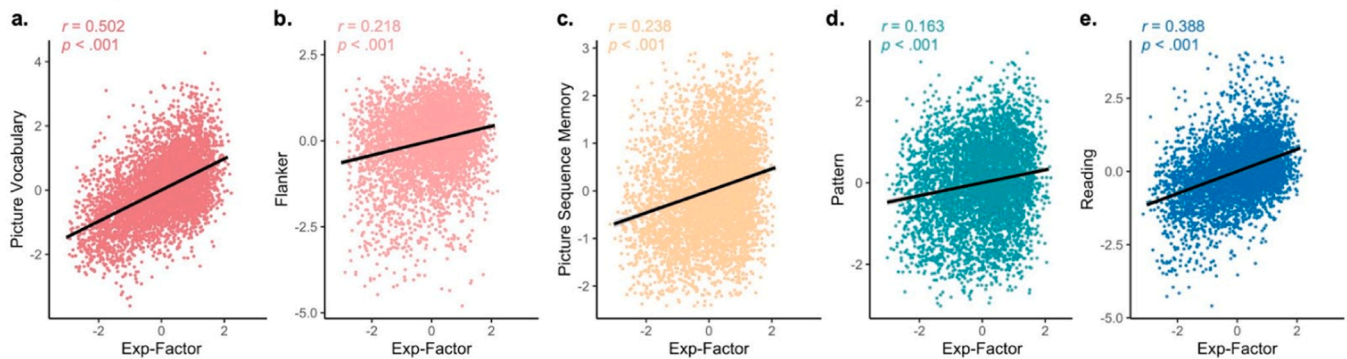 a.
r = 0.502
p < .001
Picture Vocabulary
4
2
0
-2
-2 0 2
Exp-Factor
b.
r = 0.218
p < .001
Flanker
2.5
0.0
-2.5
-5.0
-2 0 2
Exp-Factor
c.
r = 0.238
p < .001
Picture Sequence Memory
3
2
1
0
-1
-2
-2 0 2
Exp-Factor
d.
r = 0.163
p < .001
Pattern
2
0
-2
-2 0 2
Exp-Factor
e.
r = 0.388
p < .001
Reading
2.5
0.0
-2.5
-5.0
-2 0 2
Exp-Factor